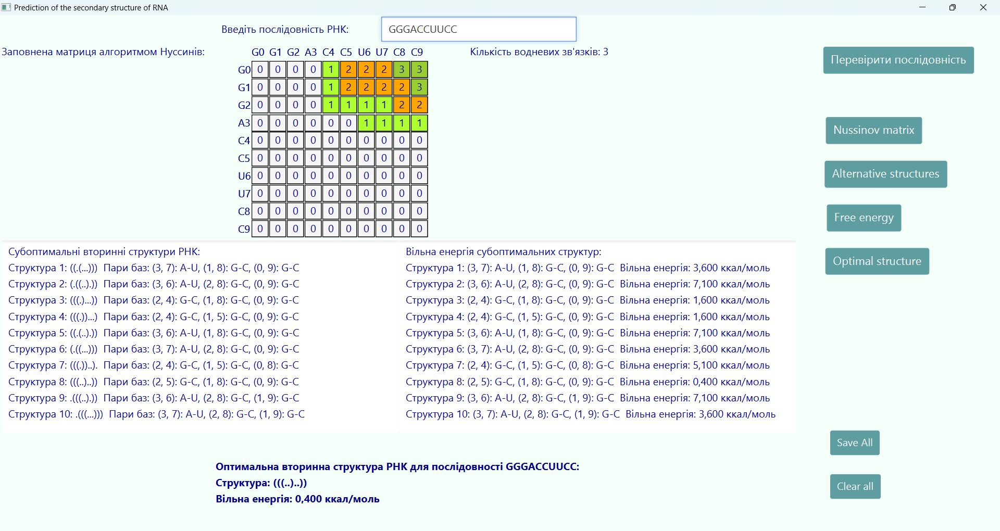 Prediction of the secondary structure of RNA
Введіть послідовність РНК: GGGACCUUCC
Заповнена матриця алгоритмом Нуссинів:
Кількість водневих зв'язків: 3
Перевірити послідовність
G0 G1 G2 A3 C4 C5 U6 U7 C8 C9
G0 0 0 0 0 1 2 2 2 3 3
G1 0 0 0 0 1 2 2 2 2 3
G2 0 0 0 0 1 1 1 1 2 2
A3 0 0 0 0 0 0 1 1 1 1
C4 0 0 0 0 0 0 0 0 0 0
C5 0 0 0 0 0 0 0 0 0 0
U6 0 0 0 0 0 0 0 0 0 0
U7 0 0 0 0 0 0 0 0 0 0
C8 0 0 0 0 0 0 0 0 0 0
C9 0 0 0 0 0 0 0 0 0 0
Nussinov matrix
Alternative structures
Free energy
Optimal structure
Субоптимальні вторинні структури РНК:
Структура 1: ((.(...))) Пари баз: (3, 7): A-U, (1, 8): G-C, (0, 9): G-C
Структура 2: (.((..).)) Пари баз: (3, 6): A-U, (2, 8): G-C, (0, 9): G-C
Структура 3: (((.)...)) Пари баз: (2, 4): G-C, (1, 8): G-C, (0, 9): G-C
Структура 4: (((.))...) Пари баз: (2, 4): G-C, (1, 5): G-C, (0, 9): G-C
Структура 5: ((.(..).)) Пари баз: (3, 6): A-U, (1, 8): G-C, (0, 9): G-C
Структура 6: (.((...))) Пари баз: (3, 7): A-U, (2, 8): G-C, (0, 9): G-C
Структура 7: (((.))..). Пари баз: (2, 4): G-C, (1, 5): G-C, (0, 8): G-C
Структура 8: (((..)..)) Пари баз: (2, 5): G-C, (1, 8): G-C, (0, 9): G-C
Структура 9: .(((..).)) Пари баз: (3, 6): A-U, (2, 8): G-C, (1, 9): G-C
Структура 10: .(((...))) Пари баз: (3, 7): A-U, (2, 8): G-C, (1, 9): G-C
Вільна енергія субоптимальних структур:
Структура 1: (3, 7): A-U, (1, 8): G-C, (0, 9): G-C Вільна енергія: 3,600 ккал/моль
Структура 2: (3, 6): A-U, (2, 8): G-C, (0, 9): G-C Вільна енергія: 7,100 ккал/моль
Структура 3: (2, 4): G-C, (1, 8): G-C, (0, 9): G-C Вільна енергія: 1,600 ккал/моль
Структура 4: (2, 4): G-C, (1, 5): G-C, (0, 9): G-C Вільна енергія: 1,600 ккал/моль
Структура 5: (3, 6): A-U, (1, 8): G-C, (0, 9): G-C Вільна енергія: 7,100 ккал/моль
Структура 6: (3, 7): A-U, (2, 8): G-C, (0, 9): G-C Вільна енергія: 3,600 ккал/моль
Структура 7: (2, 4): G-C, (1, 5): G-C, (0, 8): G-C Вільна енергія: 5,100 ккал/моль
Структура 8: (2, 5): G-C, (1, 8): G-C, (0, 9): G-C Вільна енергія: 0,400 ккал/моль
Структура 9: (3, 6): A-U, (2, 8): G-C, (1, 9): G-C Вільна енергія: 7,100 ккал/моль
Структура 10: (3, 7): A-U, (2, 8): G-C, (1, 9): G-C Вільна енергія: 3,600 ккал/моль
Save All
Clear all
Оптимальна вторинна структура РНК для послідовності GGGACCUUCC:
Структура: (((..)..))
Вільна енергія: 0,400 ккал/моль